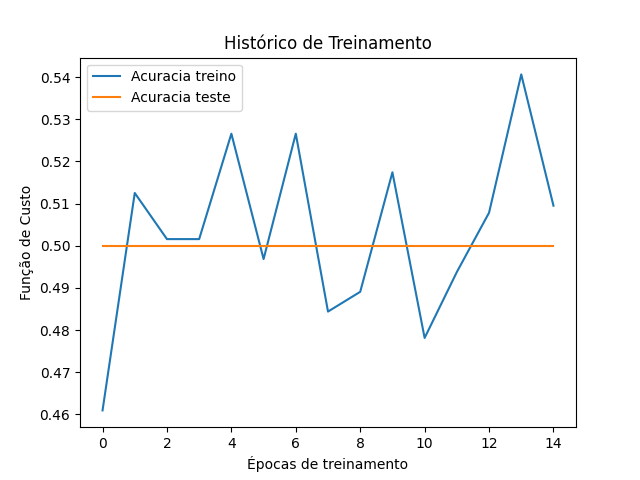 Histórico de Treinamento
Acuracia treino
Acuracia teste
Função de Custo
0.54
0.53
0.52
0.51
0.50
0.49
0.48
0.47
0.46
0 2 4 6 8 10 12 14
Épocas de treinamento